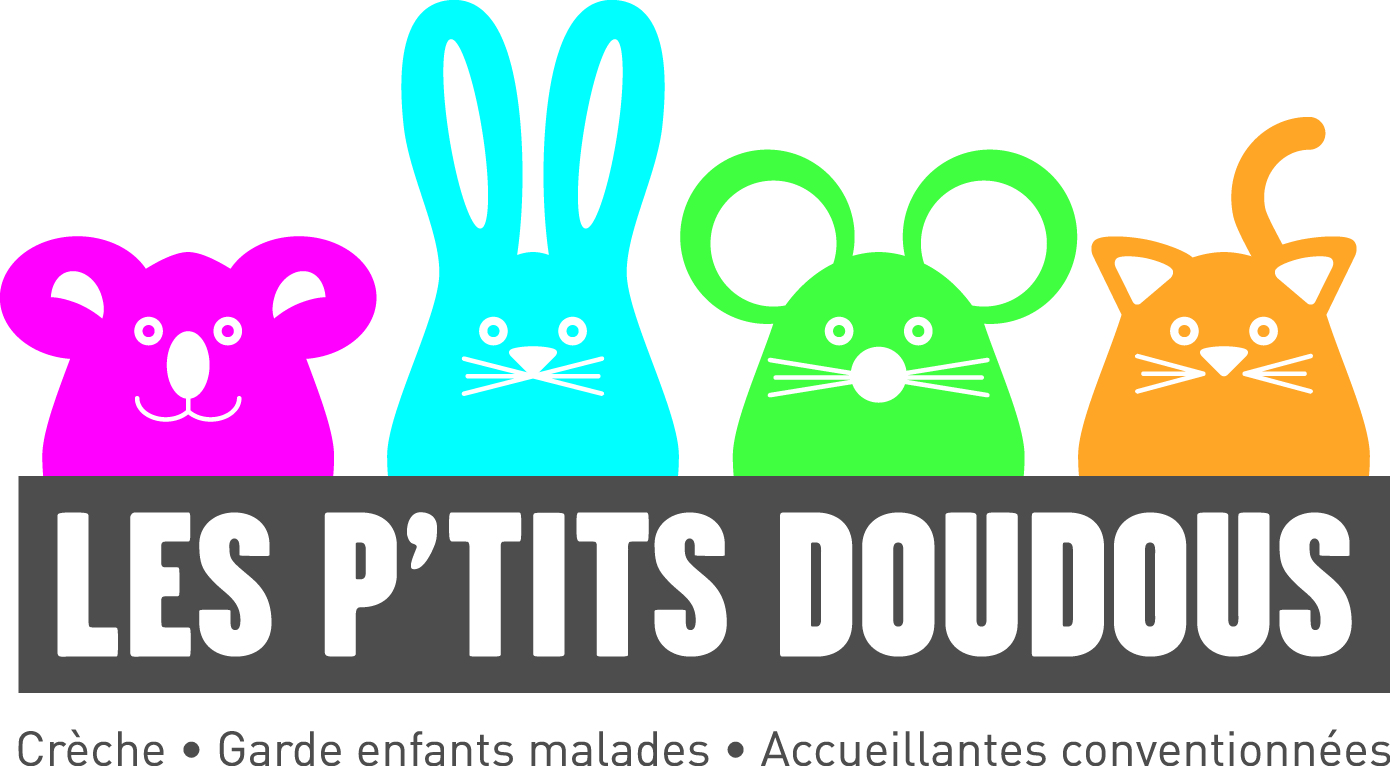 LES P'TITS DOUDOUS
Crèche • Garde enfants malades • Accueillantes conventionnées